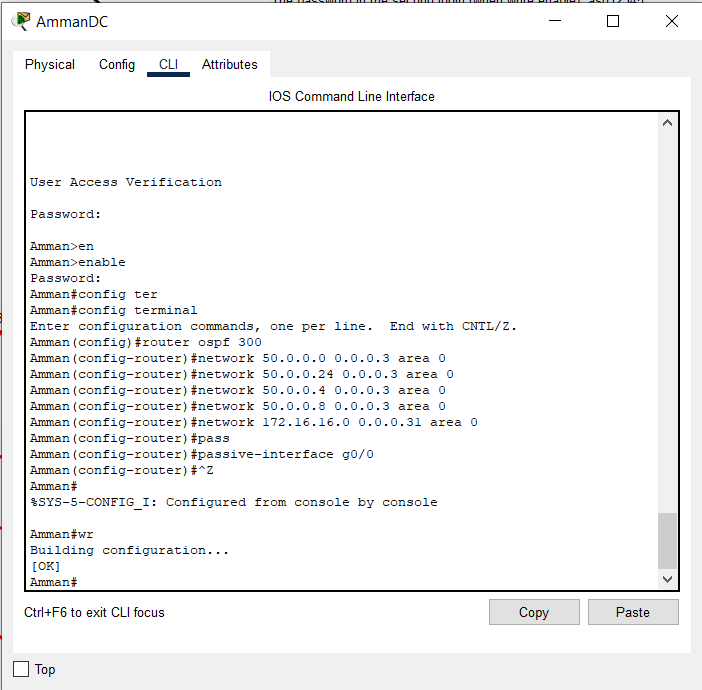 AmmanDC
Physical Config CLI Attributes
IOS Command Line Interface
User Access Verification
Password:
Amman>en
Amman>enable
Password:
Amman#config ter
Amman#config terminal
Enter configuration commands, one per line.  End with CNTL/Z.
Amman(config)#router ospf 300
Amman(config-router)#network 50.0.0.0 0.0.0.3 area 0
Amman(config-router)#network 50.0.0.24 0.0.0.3 area 0
Amman(config-router)#network 50.0.0.4 0.0.0.3 area 0
Amman(config-router)#network 50.0.0.8 0.0.0.3 area 0
Amman(config-router)#network 172.16.16.0 0.0.0.31 area 0
Amman(config-router)#pass
Amman(config-router)#passive-interface g0/0
Amman(config-router)#^Z
Amman#
%SYS-5-CONFIG_I: Configured from console by console
Amman#wr
Building configuration...
[OK]
Amman#
Ctrl+F6 to exit CLI focus
Copy Paste
Top